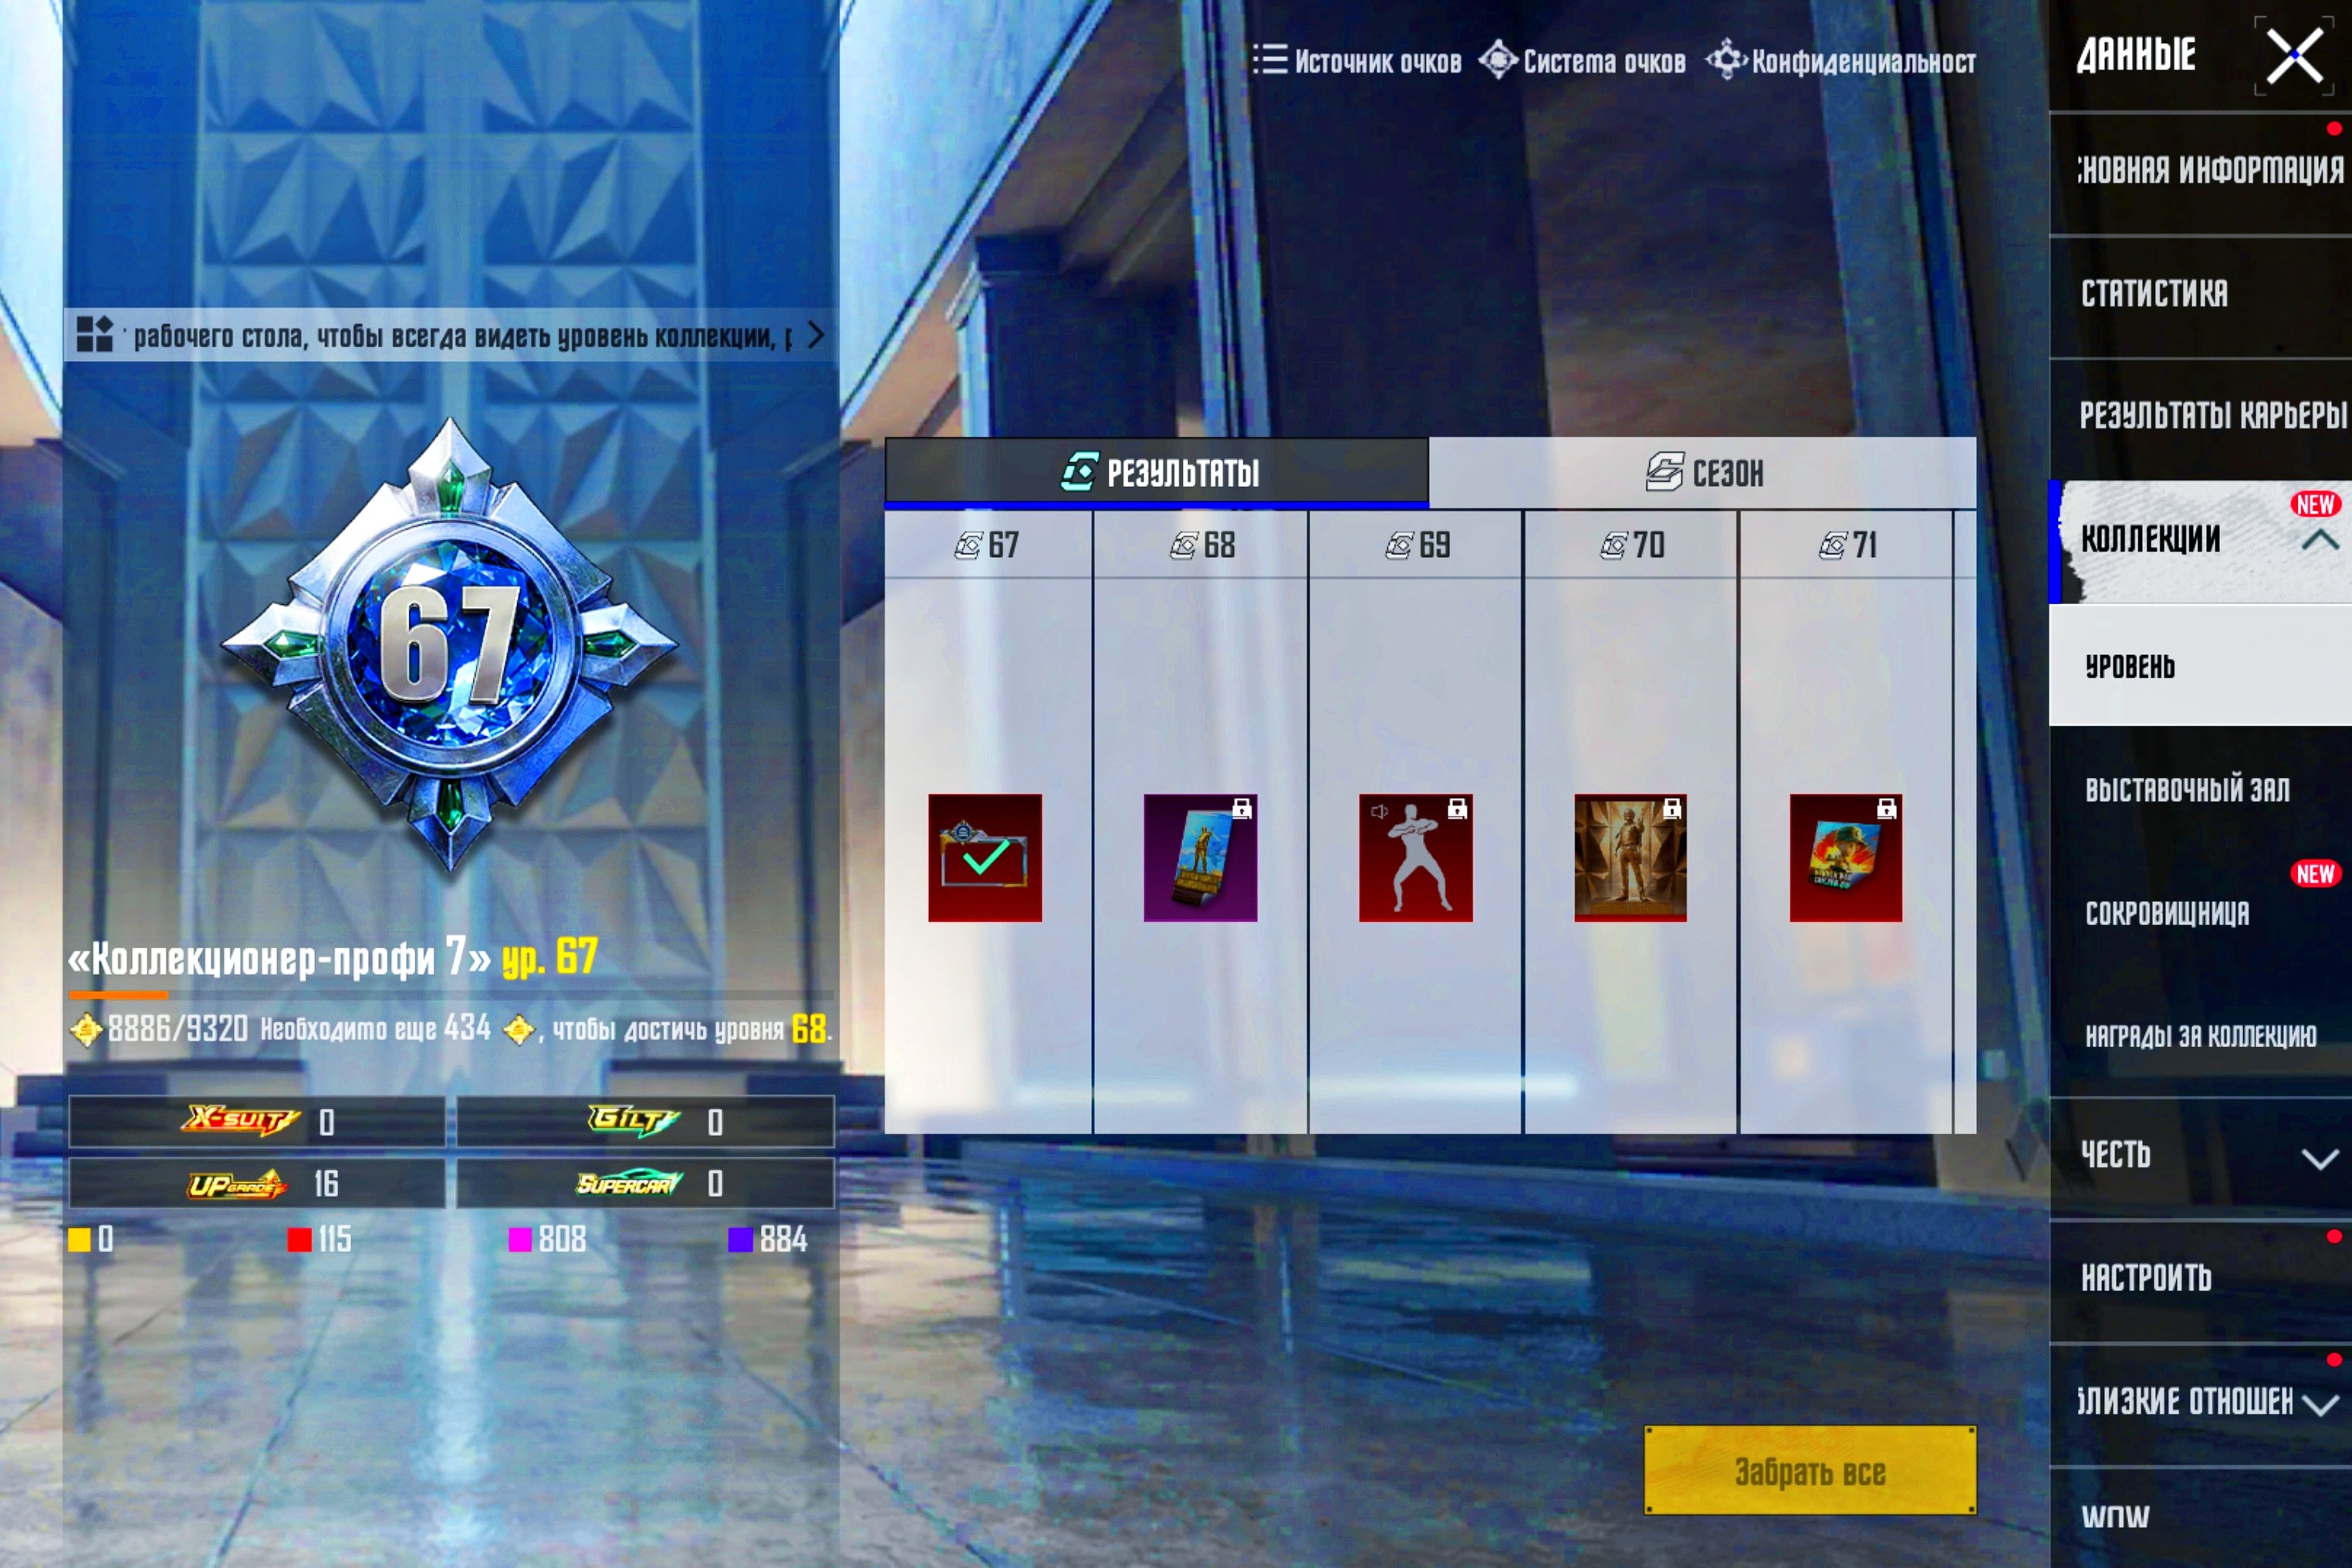 Источник очков
Система очков
Конфиденциальност
ДАННЫЕ
СНОВНАЯ ИНФОРМАЦИЯ
СТАТИСТИКА
РЕЗУЛЬТАТЫ КАРЬЕРЫ
NEW
КОЛЛЕКЦИИ
УРОВЕНЬ
ВЫСТАВОЧНЫЙ ЗАЛ
NEW
СОКРОВИЩНИЦА
НАГРАДЫ ЗА КОЛЛЕКЦИЮ
ЧЕСТЬ
НАСТРОИТЬ
БЛИЗКИЕ ОТНОШЕН
WOW
рабочего стола, чтобы всегда видеть уровень коллекции, р
67
«Коллекционер-профи 7» ур. 67
8886/9320 Необходимо еще 434 , чтобы достичь уровня 68.
X-SUIT 0
GILT 0
UPGRADE 16
SUPERCAR 0
0 115 808 884
РЕЗУЛЬТАТЫ
СЕЗОН
67 68 69 70 71
Забрать все